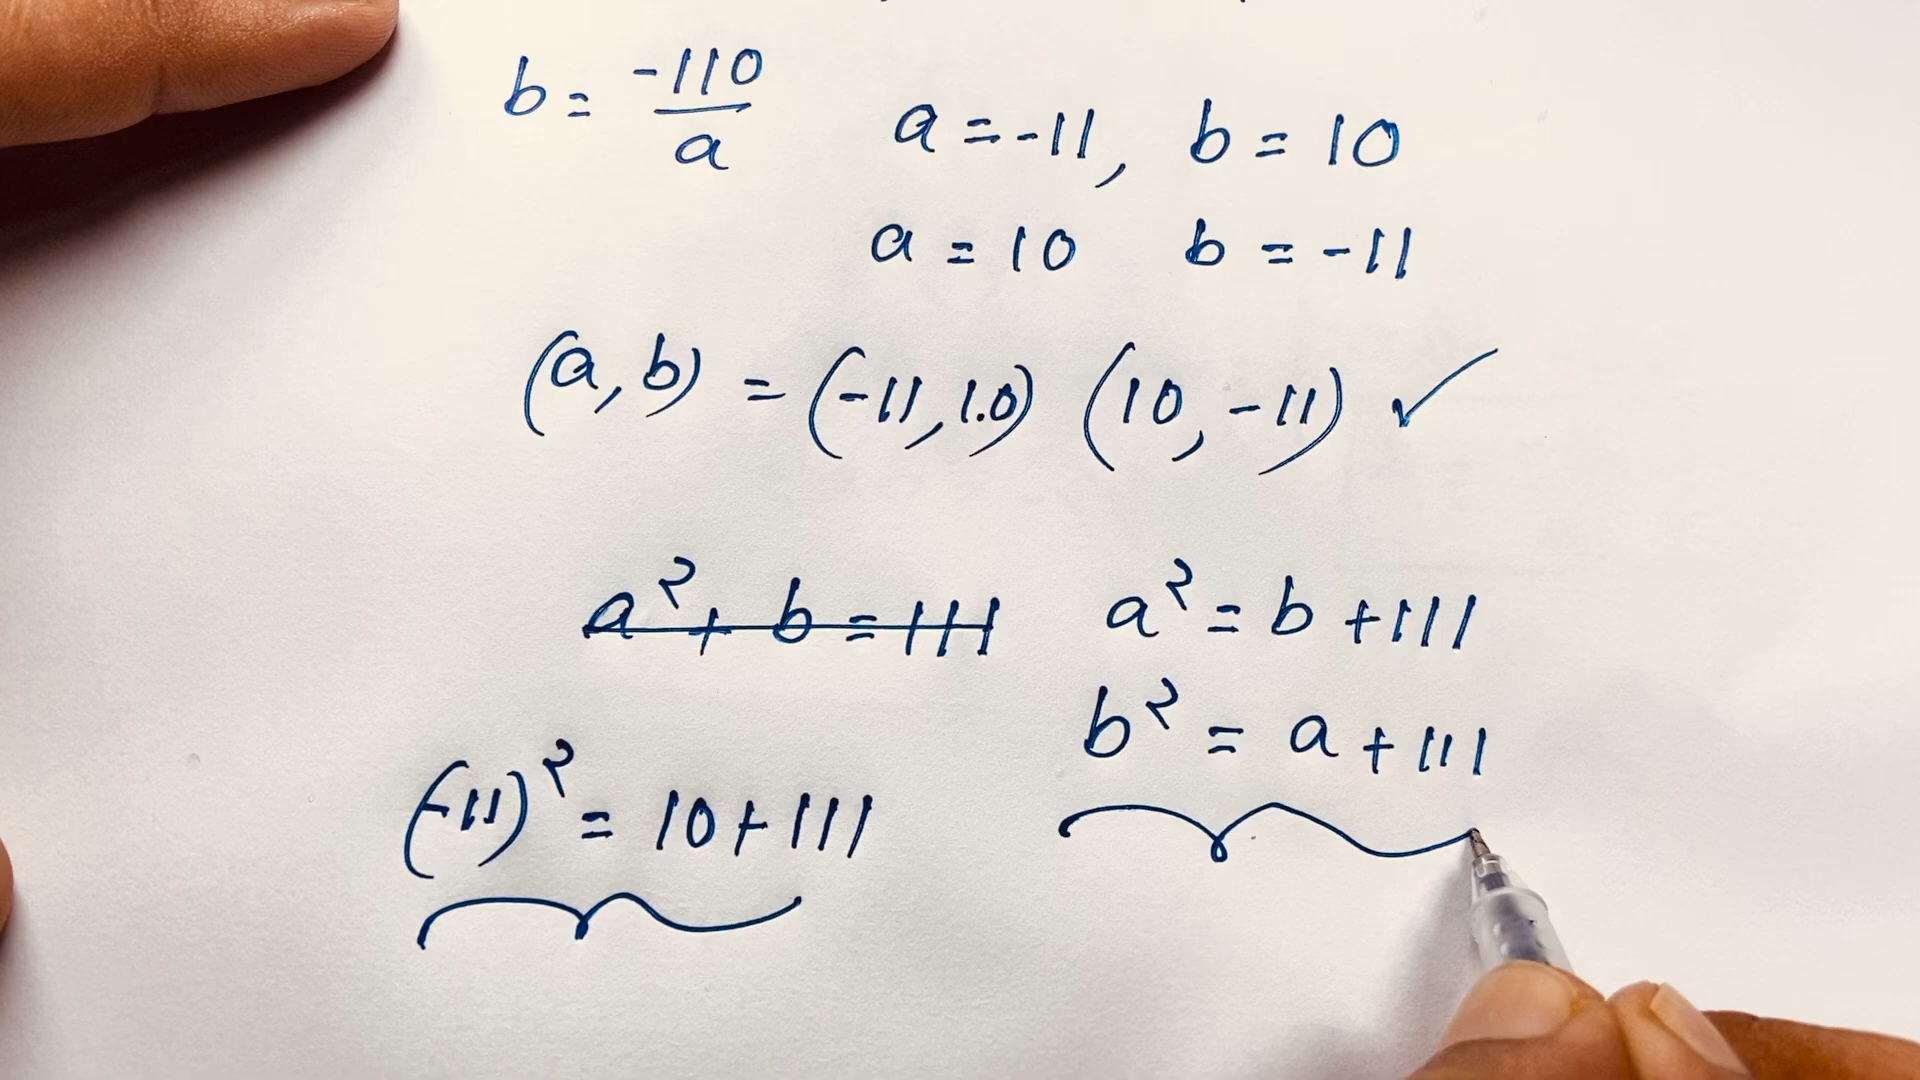 b = -110/a
a = -11, b = 10
a = 10 b = -11
(a, b) = (-11, 1.0) (10, -11) ✓
a² + b = 111
a² = b + 111
b² = a + 111
(-11)² = 10 + 111